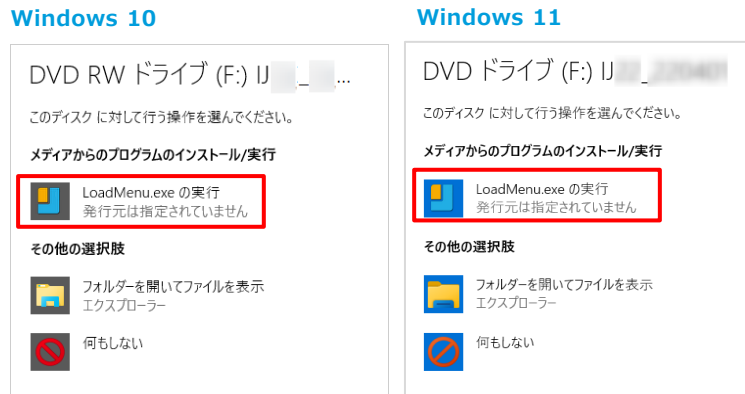 Windows 10
DVD RW ドライブ (F:) IJ _ ...
このディスク に対して行う操作を選んでください。
メディアからのプログラムのインストール/実行
LoadMenu.exe の実行
発行元は指定されていません
その他の選択肢
フォルダーを開いてファイルを表示
エクスプローラー
何もしない
Windows 11
DVD ドライブ (F:) IJ _
このディスク に対して行う操作を選んでください。
メディアからのプログラムのインストール/実行
LoadMenu.exe の実行
発行元は指定されていません
その他の選択肢
フォルダーを開いてファイルを表示
エクスプローラー
何もしない